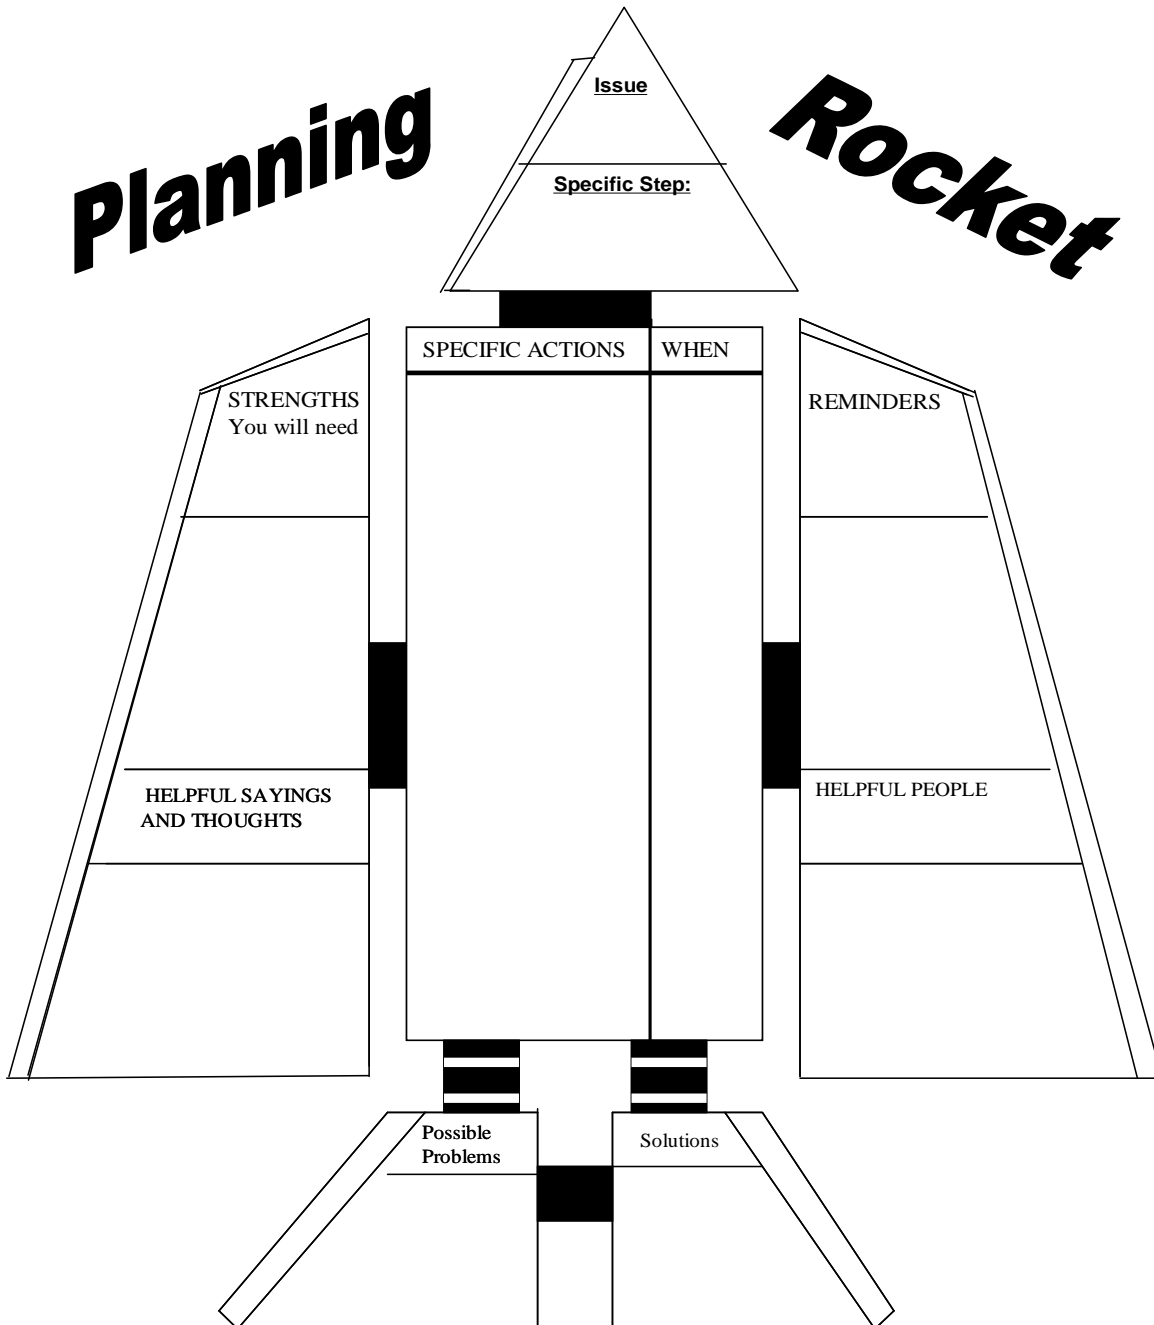 Planning
Rocket
Issue
Specific Step:
SPECIFIC ACTIONS
WHEN
STRENGTHS
You will need
REMINDERS
HELPFUL SAYINGS
AND THOUGHTS
HELPFUL PEOPLE
Possible
Problems
Solutions